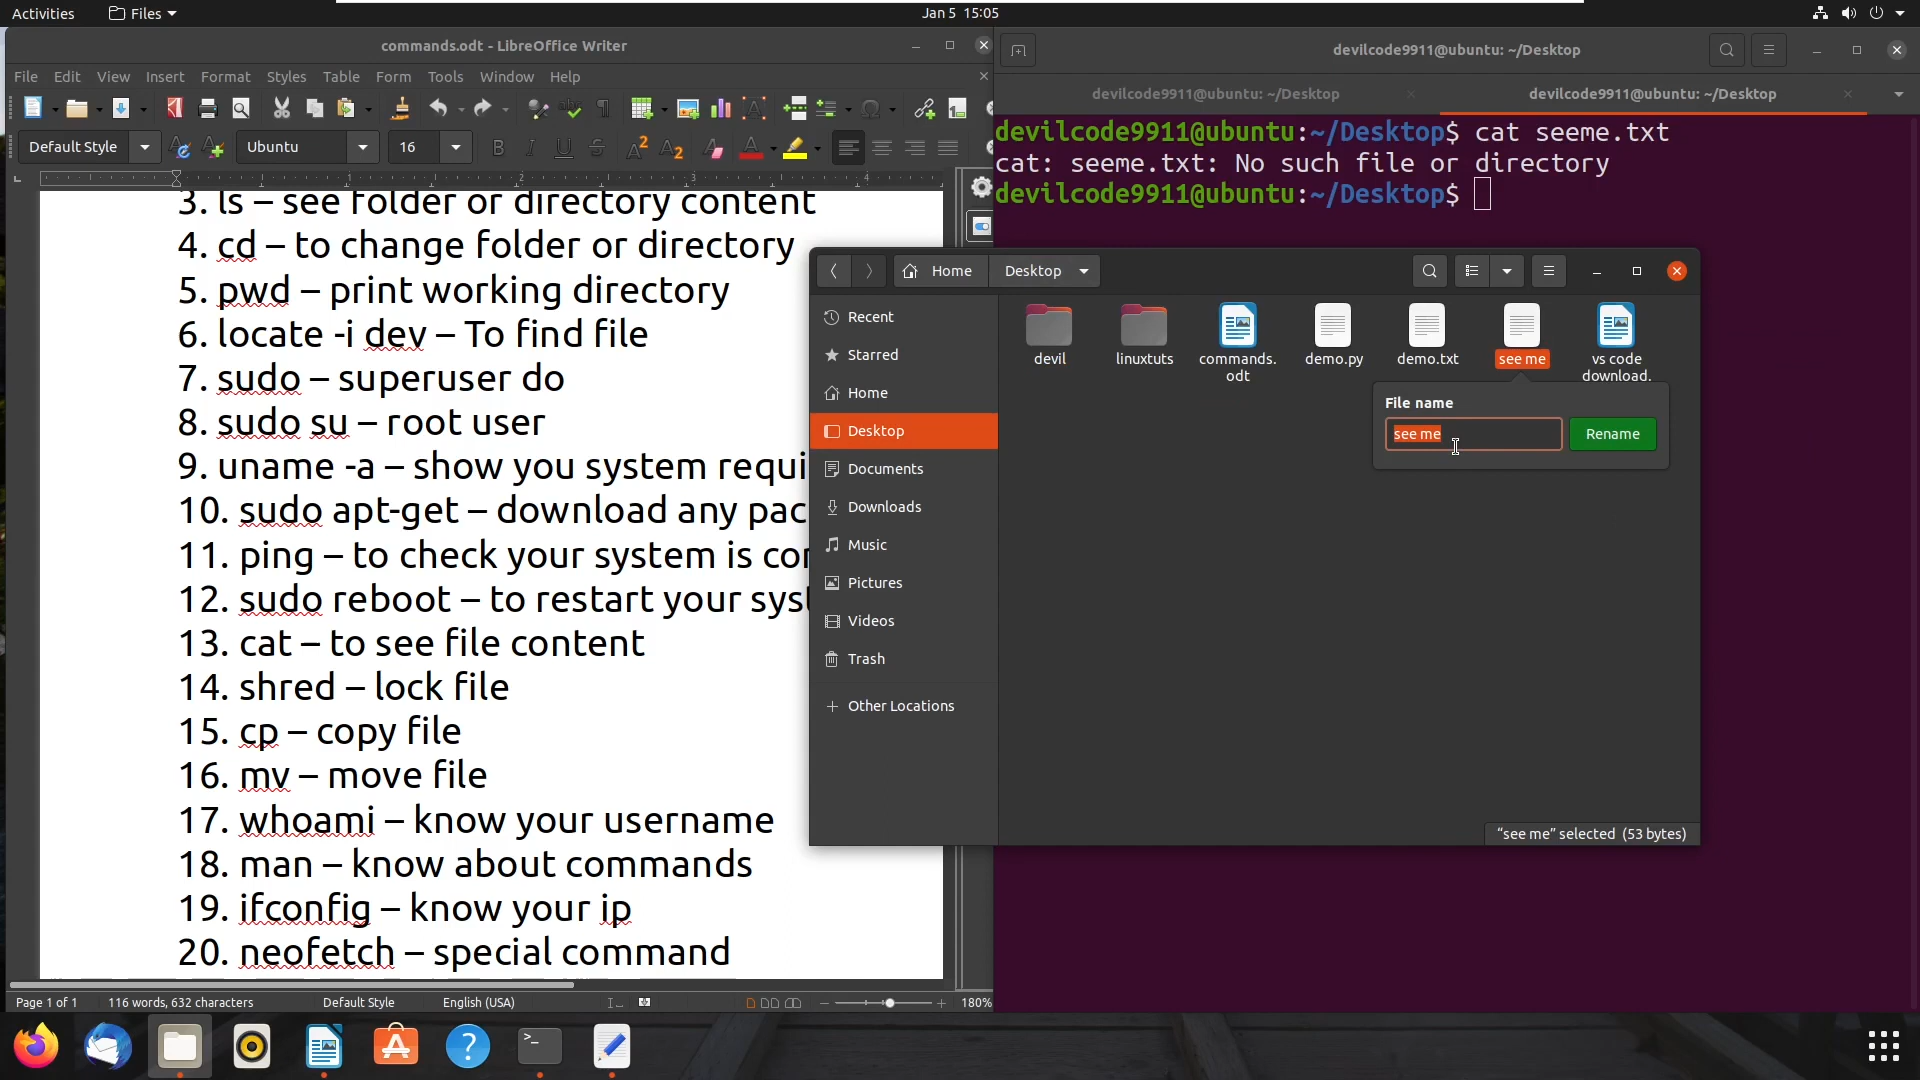 Activities
Files
Jan 5 15:05
commands.odt - LibreOffice Writer
File Edit View Insert Format Styles Table Form Tools Window Help
Default Style
Ubuntu
16
1 2 3 4
3. ls – see folder or directory content
4. cd – to change folder or directory
5. pwd – print working directory
6. locate -i dev – To find file
7. sudo – superuser do
8. sudo su – root user
9. uname -a – show you system requi
10. sudo apt-get – download any pac
11. ping – to check your system is con
12. sudo reboot – to restart your syst
13. cat – to see file content
14. shred – lock file
15. cp – copy file
16. mv – move file
17. whoami – know your username
18. man – know about commands
19. ifconfig – know your ip
20. neofetch – special command
Page 1 of 1
116 words, 632 characters
Default Style
English (USA)
180%
devilcode9911@ubuntu: ~/Desktop
devilcode9911@ubuntu: ~/Desktop
devilcode9911@ubuntu: ~/Desktop
devilcode9911@ubuntu:~/Desktop$ cat seeme.txt
cat: seeme.txt: No such file or directory
devilcode9911@ubuntu:~/Desktop$
Home
Desktop
Recent
Starred
Home
Desktop
Documents
Downloads
Music
Pictures
Videos
Trash
Other Locations
devil
linuxtuts
commands.
odt
demo.py
demo.txt
see me
vs code
download.
File name
see me
Rename
“see me” selected (53 bytes)